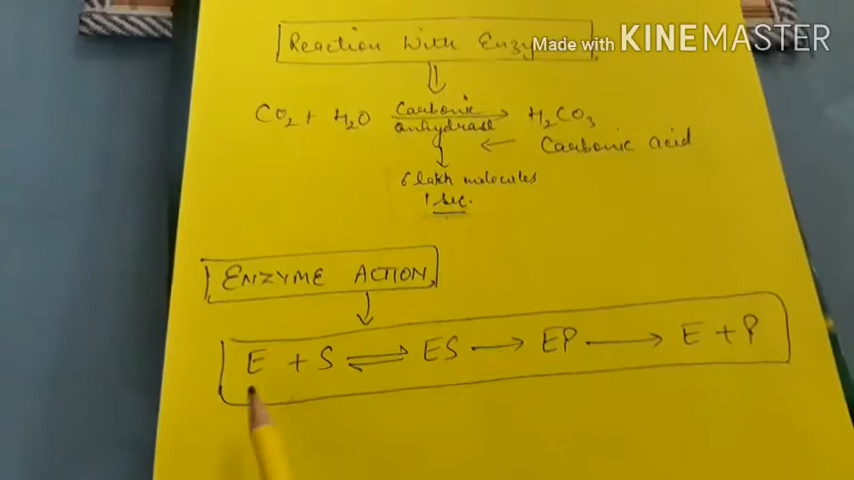 Reaction With
Made with KINEMASTER
CO2 + H2O Carbonic anhydrase → H2CO3
← Carbonic acid
6 lakh molecules
1 sec.
ENZYME ACTION
E + S ⇌ ES → EP → E + P